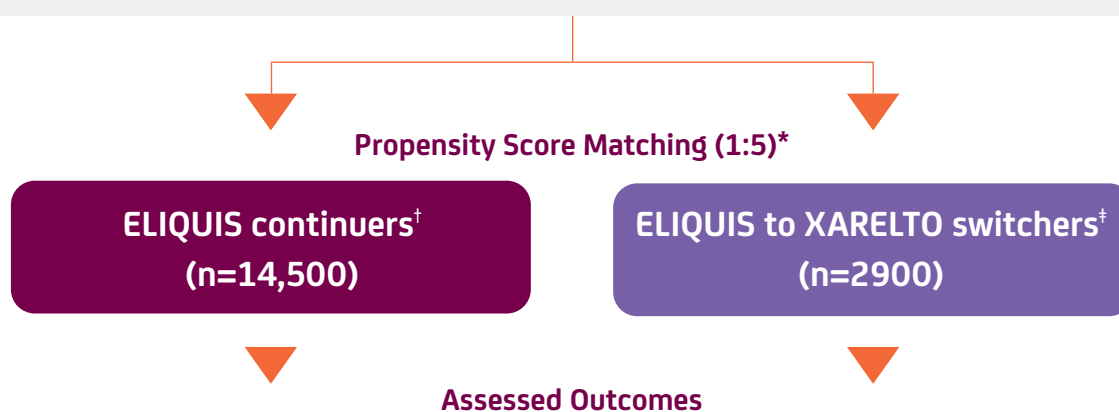 Propensity Score Matching (1:5)*
ELIQUIS continuers†
(n=14,500)
ELIQUIS to XARELTO switchers‡
(n=2900)
Assessed Outcomes